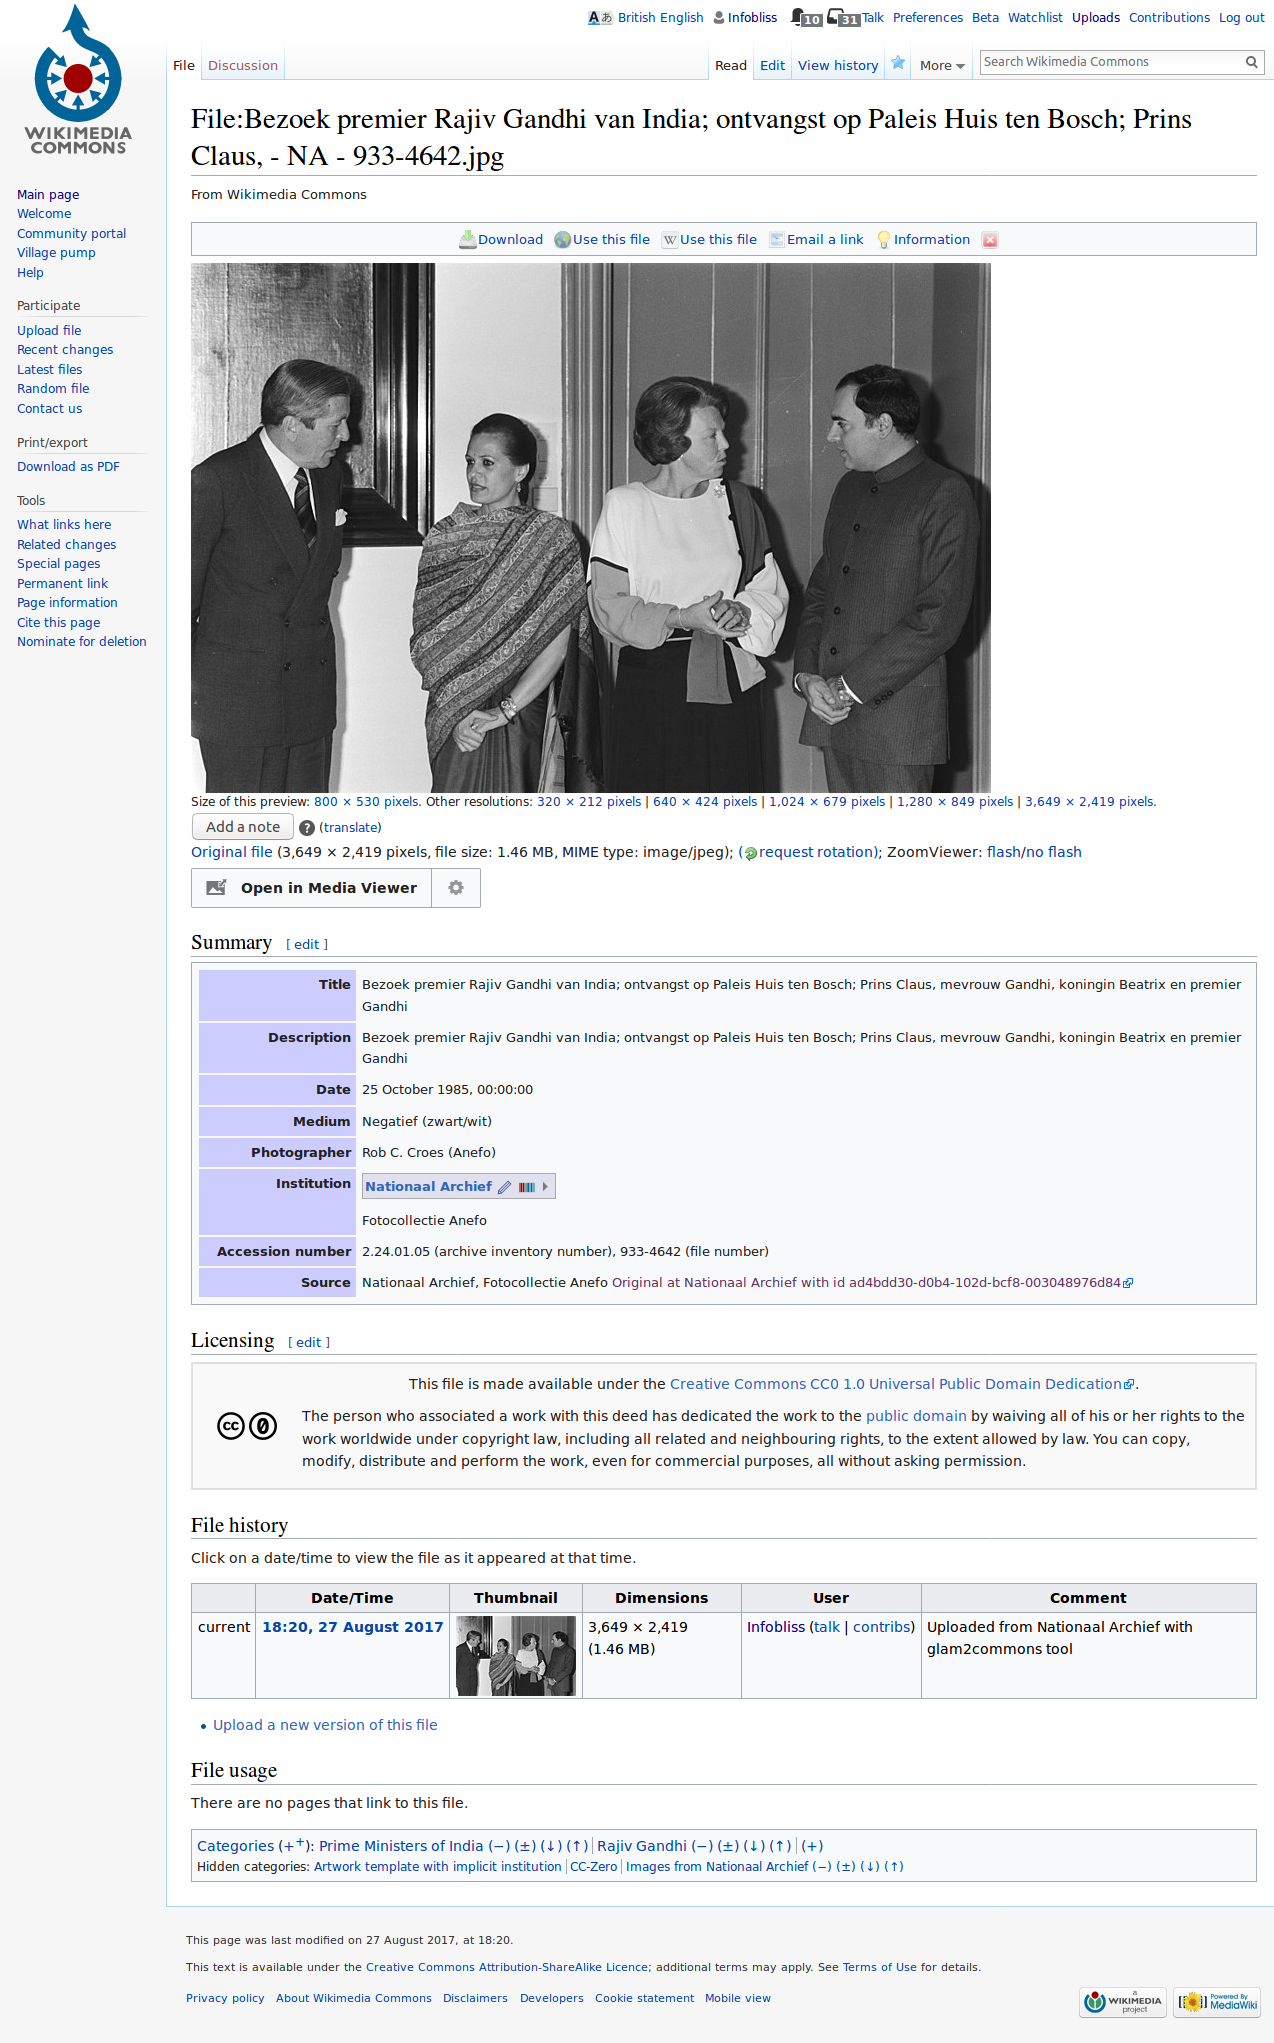 A あ British English Infobliss 10 31 Talk Preferences Beta Watchlist Uploads Contributions Log out
File Discussion Read Edit View history More Search Wikimedia Commons
WIKIMEDIA
COMMONS
Main page
Welcome
Community portal
Village pump
Help
Participate
Upload file
Recent changes
Latest files
Random file
Contact us
Print/export
Download as PDF
Tools
What links here
Related changes
Special pages
Permanent link
Page information
Cite this page
Nominate for deletion
File:Bezoek premier Rajiv Gandhi van India; ontvangst op Paleis Huis ten Bosch; Prins
Claus, - NA - 933-4642.jpg
From Wikimedia Commons
Download Use this file W Use this file Email a link Information
Size of this preview: 800 × 530 pixels. Other resolutions: 320 × 212 pixels | 640 × 424 pixels | 1,024 × 679 pixels | 1,280 × 849 pixels | 3,649 × 2,419 pixels.
Add a note ? (translate)
Original file (3,649 × 2,419 pixels, file size: 1.46 MB, MIME type: image/jpeg); (request rotation); ZoomViewer: flash/no flash
Open in Media Viewer
Summary [ edit ]
Title Bezoek premier Rajiv Gandhi van India; ontvangst op Paleis Huis ten Bosch; Prins Claus, mevrouw Gandhi, koningin Beatrix en premier
Gandhi
Description Bezoek premier Rajiv Gandhi van India; ontvangst op Paleis Huis ten Bosch; Prins Claus, mevrouw Gandhi, koningin Beatrix en premier
Gandhi
Date 25 October 1985, 00:00:00
Medium Negatief (zwart/wit)
Photographer Rob C. Croes (Anefo)
Institution Nationaal Archief
Fotocollectie Anefo
Accession number 2.24.01.05 (archive inventory number), 933-4642 (file number)
Source Nationaal Archief, Fotocollectie Anefo Original at Nationaal Archief with id ad4bdd30-d0b4-102d-bcf8-003048976d84
Licensing [ edit ]
This file is made available under the Creative Commons CC0 1.0 Universal Public Domain Dedication.
cc 0
The person who associated a work with this deed has dedicated the work to the public domain by waiving all of his or her rights to the
work worldwide under copyright law, including all related and neighbouring rights, to the extent allowed by law. You can copy,
modify, distribute and perform the work, even for commercial purposes, all without asking permission.
File history
Click on a date/time to view the file as it appeared at that time.
Date/Time Thumbnail Dimensions User Comment
current 18:20, 27 August 2017 3,649 × 2,419 Infobliss (talk | contribs) Uploaded from Nationaal Archief with
(1.46 MB) glam2commons tool
• Upload a new version of this file
File usage
There are no pages that link to this file.
Categories (+⁺): Prime Ministers of India (−) (±) (↓) (↑) | Rajiv Gandhi (−) (±) (↓) (↑) | (+)
Hidden categories: Artwork template with implicit institution | CC-Zero | Images from Nationaal Archief (−) (±) (↓) (↑)
This page was last modified on 27 August 2017, at 18:20.
This text is available under the Creative Commons Attribution-ShareAlike Licence; additional terms may apply. See Terms of Use for details.
Privacy policy About Wikimedia Commons Disclaimers Developers Cookie statement Mobile view
a
WIKIMEDIA
project
Powered By
MediaWiki